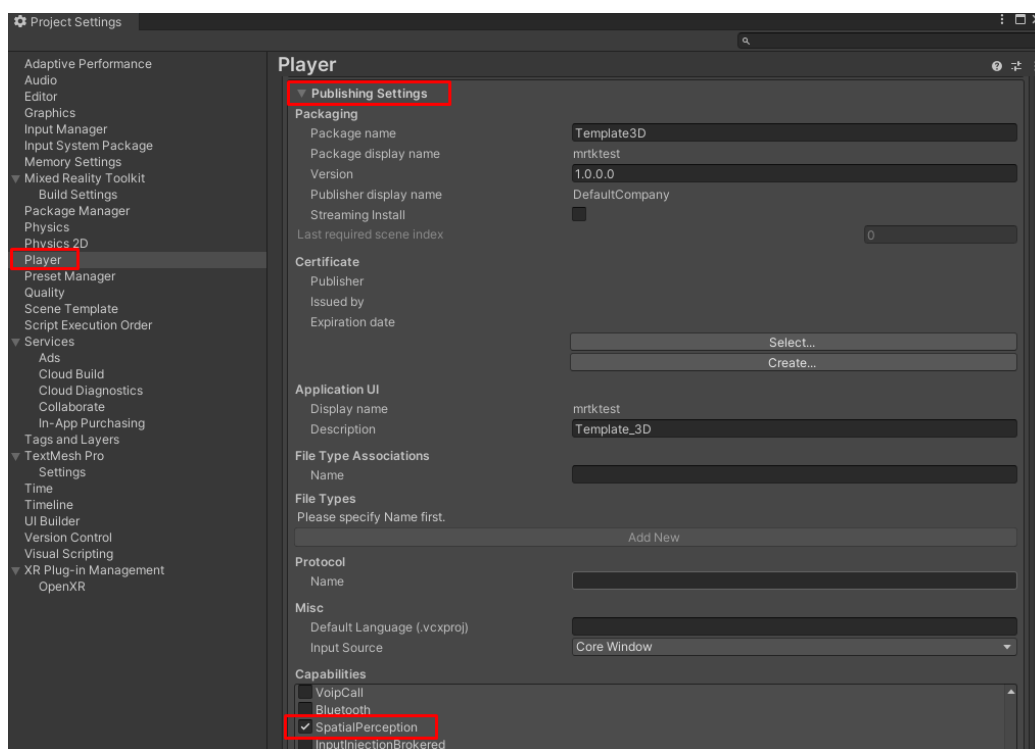 Project Settings
Adaptive Performance
Audio
Editor
Graphics
Input Manager
Input System Package
Memory Settings
Mixed Reality Toolkit
Build Settings
Package Manager
Physics
Physics 2D
Player
Preset Manager
Quality
Scene Template
Script Execution Order
Services
Ads
Cloud Build
Cloud Diagnostics
Collaborate
In-App Purchasing
Tags and Layers
TextMesh Pro
Settings
Time
Timeline
UI Builder
Version Control
Visual Scripting
XR Plug-in Management
OpenXR
Player
Publishing Settings
Packaging
Package name Template3D
Package display name mrtktest
Version 1.0.0.0
Publisher display name DefaultCompany
Streaming Install
Last required scene index 0
Certificate
Publisher
Issued by
Expiration date
Select...
Create...
Application UI
Display name mrtktest
Description Template_3D
File Type Associations
Name
File Types
Please specify Name first.
Add New
Protocol
Name
Misc
Default Language (.vcxproj)
Input Source Core Window
Capabilities
VoipCall
Bluetooth
SpatialPerception
InputInjectionBrokered